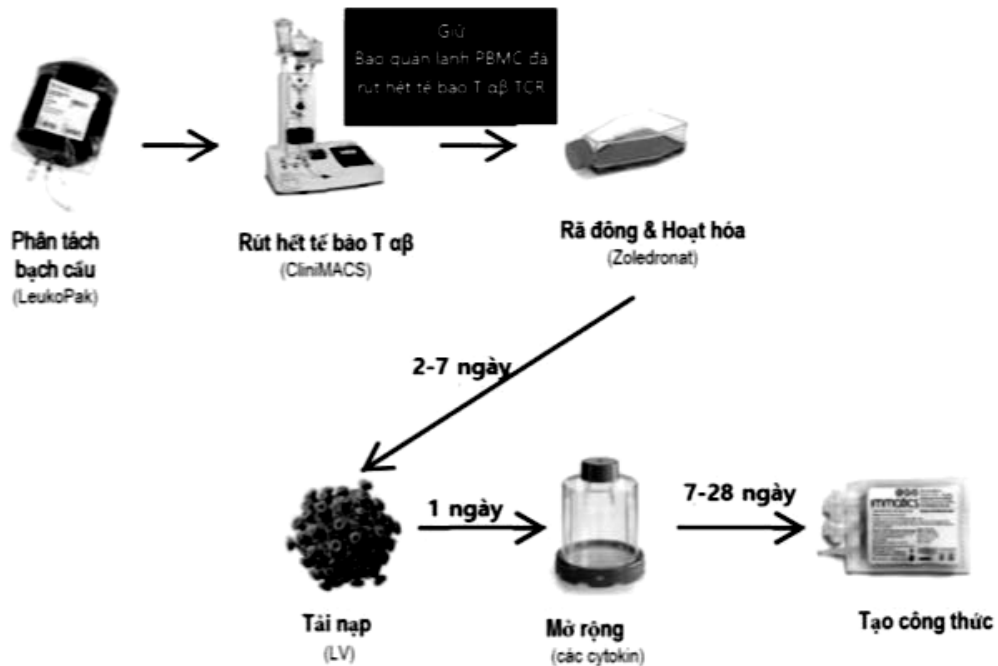 Giữ
Bảo quản lạnh PBMC đã
rút hết tế bào T αβ TCR
Phân tách
bạch cầu
(LeukoPak)
Rút hết tế bào T αβ
(CliniMACS)
Rã đông & Hoạt hóa
(Zoledronat)
2-7 ngày
1 ngày
7-28 ngày
immatics
Tải nạp
(LV)
Mở rộng
(các cytokin)
Tạo công thức